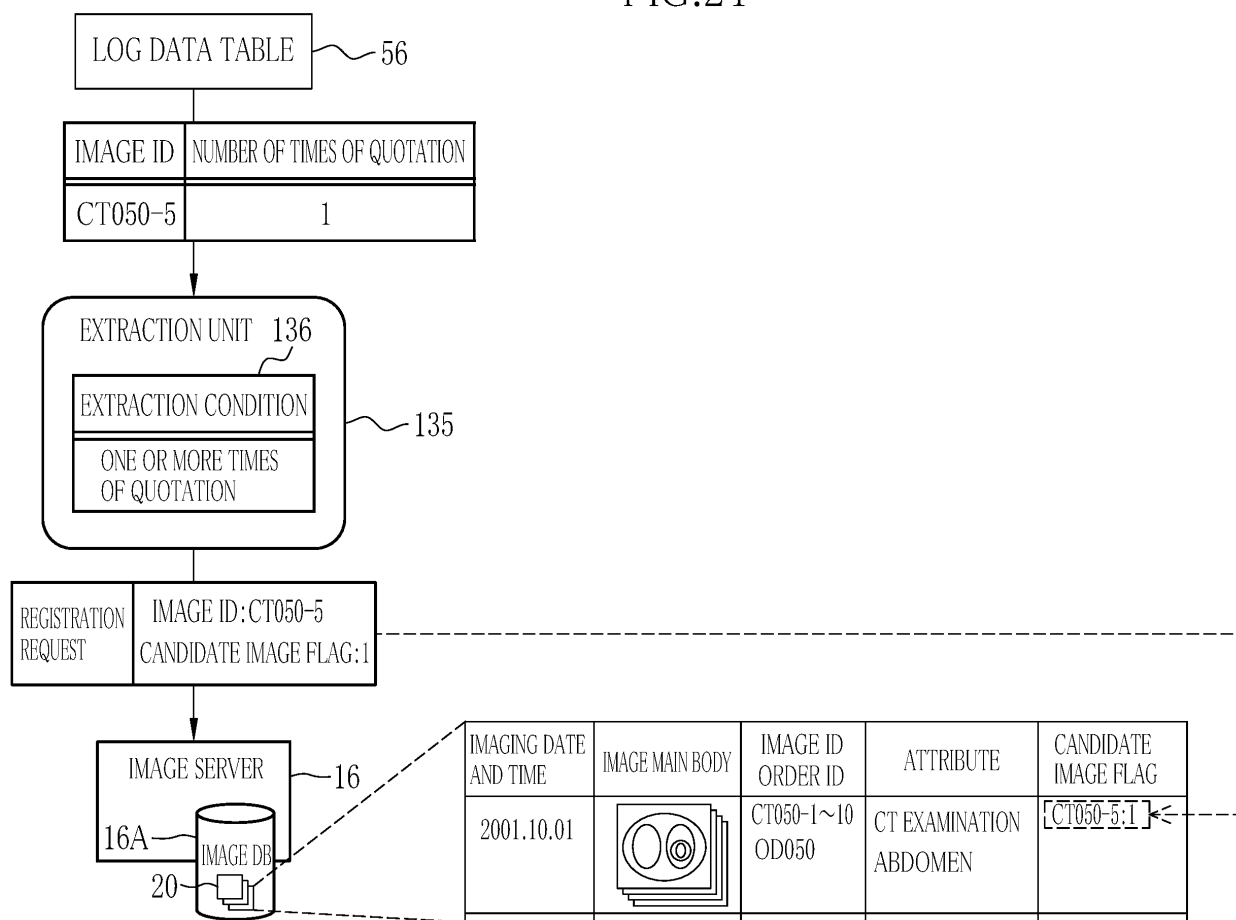 LOG DATA TABLE
56
IMAGE ID
NUMBER OF TIMES OF QUOTATION
CT050-5
1
EXTRACTION UNIT
136
EXTRACTION CONDITION
ONE OR MORE TIMES
OF QUOTATION
135
REGISTRATION
REQUEST
IMAGE ID:CT050-5
CANDIDATE IMAGE FLAG:1
IMAGE SERVER
16
16A
IMAGE DB
20
IMAGING DATE
AND TIME
IMAGE MAIN BODY
IMAGE ID
ORDER ID
ATTRIBUTE
CANDIDATE
IMAGE FLAG
2001.10.01
CT050-1~10
OD050
CT EXAMINATION
ABDOMEN
CT050-5:1